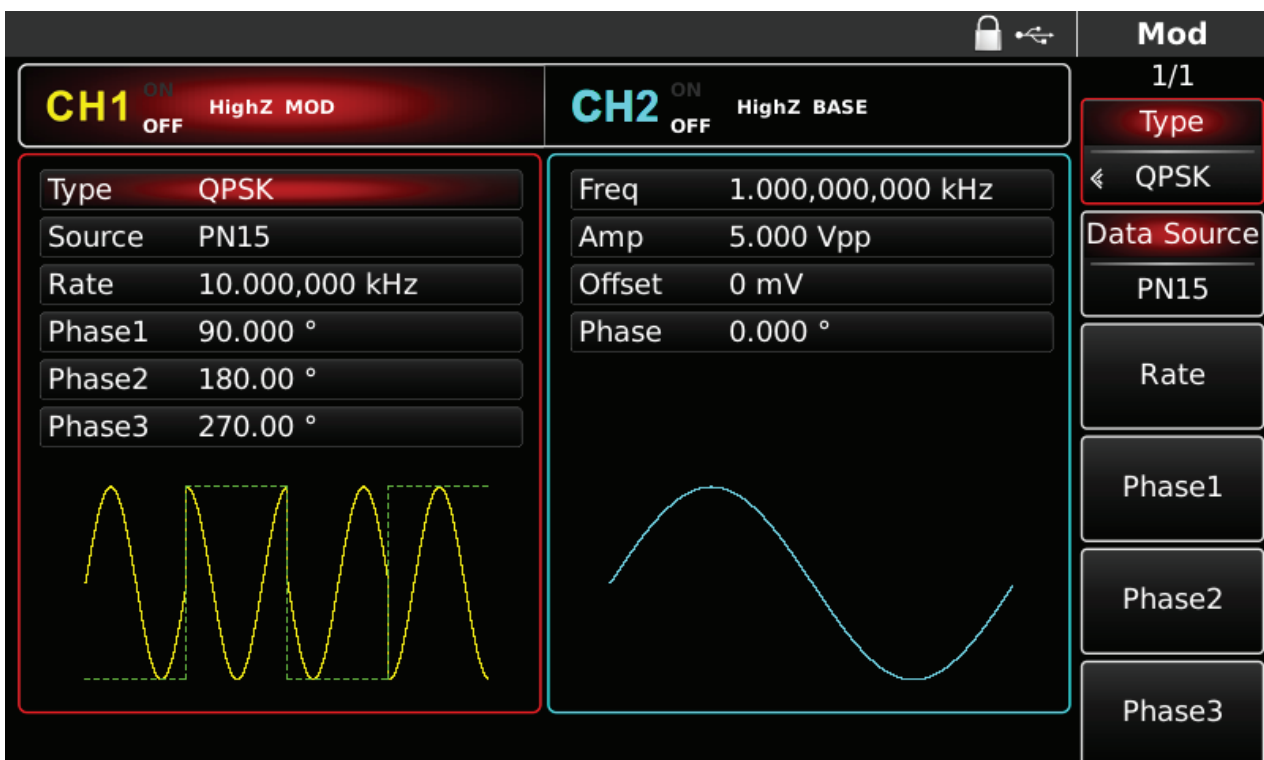 Mod
1/1
CH1 ON OFF HighZ MOD
CH2 ON OFF HighZ BASE
Type QPSK
Source PN15
Rate 10.000,000 kHz
Phase1 90.000 °
Phase2 180.00 °
Phase3 270.00 °
Freq 1.000,000,000 kHz
Amp 5.000 Vpp
Offset 0 mV
Phase 0.000 °
Type
QPSK
Data Source
PN15
Rate
Phase1
Phase2
Phase3